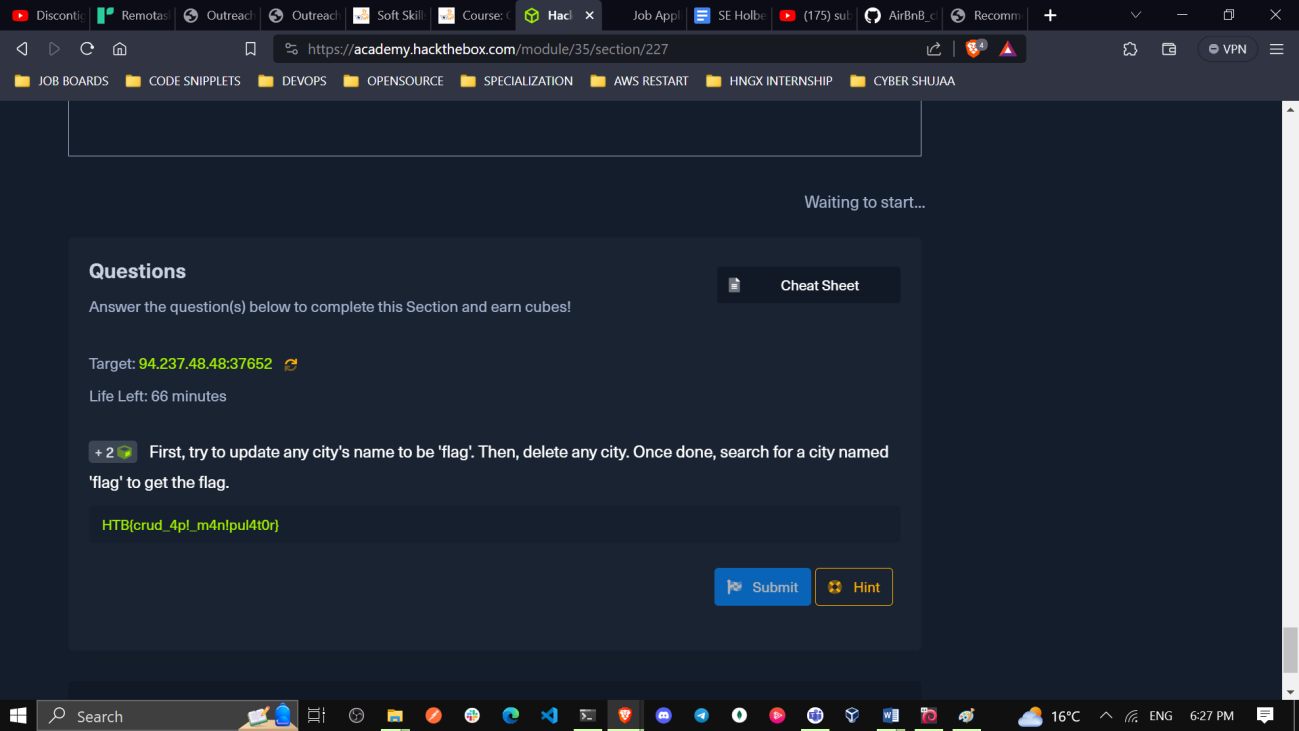 Discontig
Remotas
Outreach
Outreach
Soft Skill
Course: C
Hac
Job Appl
SE Holbe
(175) sub
AirBnB_cl
Recomm
https://academy.hackthebox.com/module/35/section/227
4
VPN
JOB BOARDS
CODE SNIPPLETS
DEVOPS
OPENSOURCE
SPECIALIZATION
AWS RESTART
HNGX INTERNSHIP
CYBER SHUJAA
Waiting to start...
Questions
Cheat Sheet
Answer the question(s) below to complete this Section and earn cubes!
Target: 94.237.48.48:37652
Life Left: 66 minutes
+ 2 First, try to update any city's name to be 'flag'. Then, delete any city. Once done, search for a city named
'flag' to get the flag.
HTB{crud_4p!_m4n!pul4t0r}
Submit
Hint
Search
16°C
ENG
6:27 PM